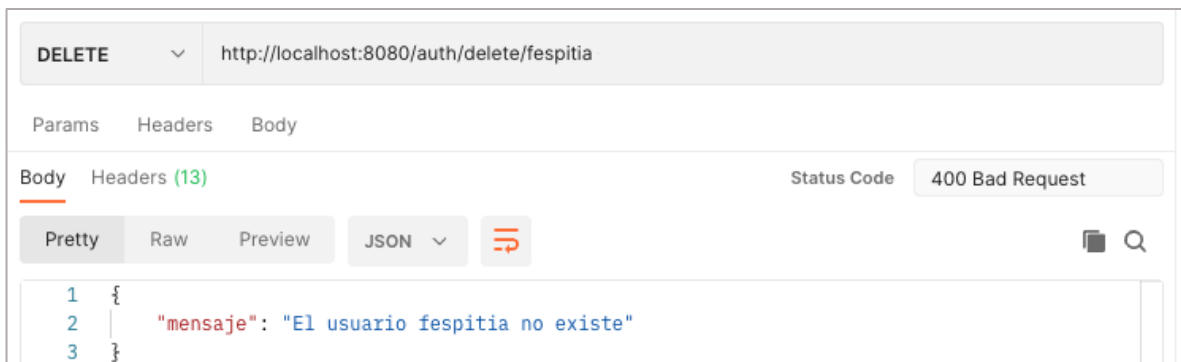 DELETE http://localhost:8080/auth/delete/fespitia
Params Headers Body
Body Headers (13) Status Code 400 Bad Request
Pretty Raw Preview JSON
1 {
2 "mensaje": "El usuario fespitia no existe"
3 }